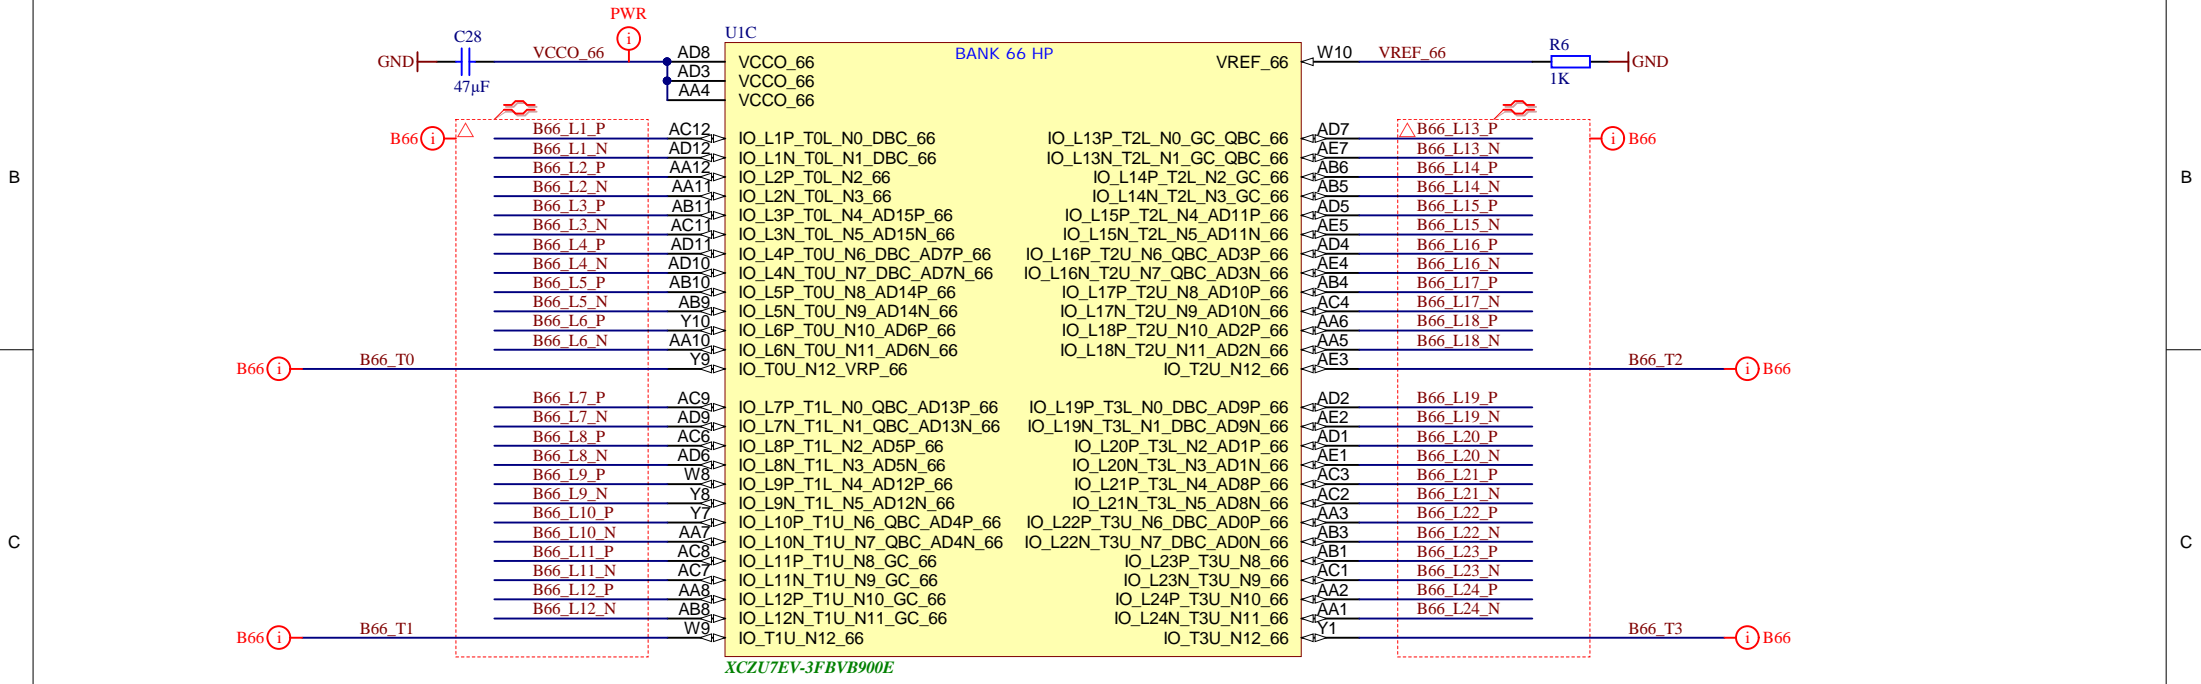 PWR
C28
U1C
R6
GND
VCCO_66
AD8
VCCO_66
BANK 66 HP
VREF_66
W10
VREF_66
GND
47µF
AD3
VCCO_66
1K
AA4
VCCO_66
B66
B66_L1_P
AC12
IO_L1P_T0L_N0_DBC_66
IO_L13P_T2L_N0_GC_QBC_66
AD7
B66_L13_P
B66
B66_L1_N
AD12
IO_L1N_T0L_N1_DBC_66
IO_L13N_T2L_N1_GC_QBC_66
AE7
B66_L13_N
B
B66_L2_P
AA12
IO_L2P_T0L_N2_66
IO_L14P_T2L_N2_GC_66
AB6
B66_L14_P
B
B66_L2_N
AA11
IO_L2N_T0L_N3_66
IO_L14N_T2L_N3_GC_66
AB5
B66_L14_N
B66_L3_P
AB11
IO_L3P_T0L_N4_AD15P_66
IO_L15P_T2L_N4_AD11P_66
AD5
B66_L15_P
B66_L3_N
AC11
IO_L3N_T0L_N5_AD15N_66
IO_L15N_T2L_N5_AD11N_66
AE5
B66_L15_N
B66_L4_P
AD11
IO_L4P_T0U_N6_DBC_AD7P_66
IO_L16P_T2U_N6_QBC_AD3P_66
AD4
B66_L16_P
B66_L4_N
AD10
IO_L4N_T0U_N7_DBC_AD7N_66
IO_L16N_T2U_N7_QBC_AD3N_66
AE4
B66_L16_N
B66_L5_P
AB10
IO_L5P_T0U_N8_AD14P_66
IO_L17P_T2U_N8_AD10P_66
AB4
B66_L17_P
B66_L5_N
AB9
IO_L5N_T0U_N9_AD14N_66
IO_L17N_T2U_N9_AD10N_66
AC4
B66_L17_N
B66_L6_P
Y10
IO_L6P_T0U_N10_AD6P_66
IO_L18P_T2U_N10_AD2P_66
AA6
B66_L18_P
B66_L6_N
AA10
IO_L6N_T0U_N11_AD6N_66
IO_L18N_T2U_N11_AD2N_66
AA5
B66_L18_N
B66
B66_T0
Y9
IO_T0U_N12_VRP_66
IO_T2U_N12_66
AE3
B66_T2
B66
B66_L7_P
AC9
IO_L7P_T1L_N0_QBC_AD13P_66
IO_L19P_T3L_N0_DBC_AD9P_66
AD2
B66_L19_P
B66_L7_N
AD9
IO_L7N_T1L_N1_QBC_AD13N_66
IO_L19N_T3L_N1_DBC_AD9N_66
AE2
B66_L19_N
B66_L8_P
AC6
IO_L8P_T1L_N2_AD5P_66
IO_L20P_T3L_N2_AD1P_66
AD1
B66_L20_P
B66_L8_N
AD6
IO_L8N_T1L_N3_AD5N_66
IO_L20N_T3L_N3_AD1N_66
AE1
B66_L20_N
B66_L9_P
W8
IO_L9P_T1L_N4_AD12P_66
IO_L21P_T3L_N4_AD8P_66
AC3
B66_L21_P
B66_L9_N
Y8
IO_L9N_T1L_N5_AD12N_66
IO_L21N_T3L_N5_AD8N_66
AC2
B66_L21_N
B66_L10_P
Y7
IO_L10P_T1U_N6_QBC_AD4P_66
IO_L22P_T3U_N6_DBC_AD0P_66
AA3
B66_L22_P
C
B66_L10_N
AA7
IO_L10N_T1U_N7_QBC_AD4N_66
IO_L22N_T3U_N7_DBC_AD0N_66
AB3
B66_L22_N
C
B66_L11_P
AC8
IO_L11P_T1U_N8_GC_66
IO_L23P_T3U_N8_66
AB1
B66_L23_P
B66_L11_N
AC7
IO_L11N_T1U_N9_GC_66
IO_L23N_T3U_N9_66
AC1
B66_L23_N
B66_L12_P
AA8
IO_L12P_T1U_N10_GC_66
IO_L24P_T3U_N10_66
AA2
B66_L24_P
B66_L12_N
AB8
IO_L12N_T1U_N11_GC_66
IO_L24N_T3U_N11_66
AA1
B66_L24_N
B66
B66_T1
W9
IO_T1U_N12_66
IO_T3U_N12_66
Y1
B66_T3
B66
XCZU7EV-3FBVB900E